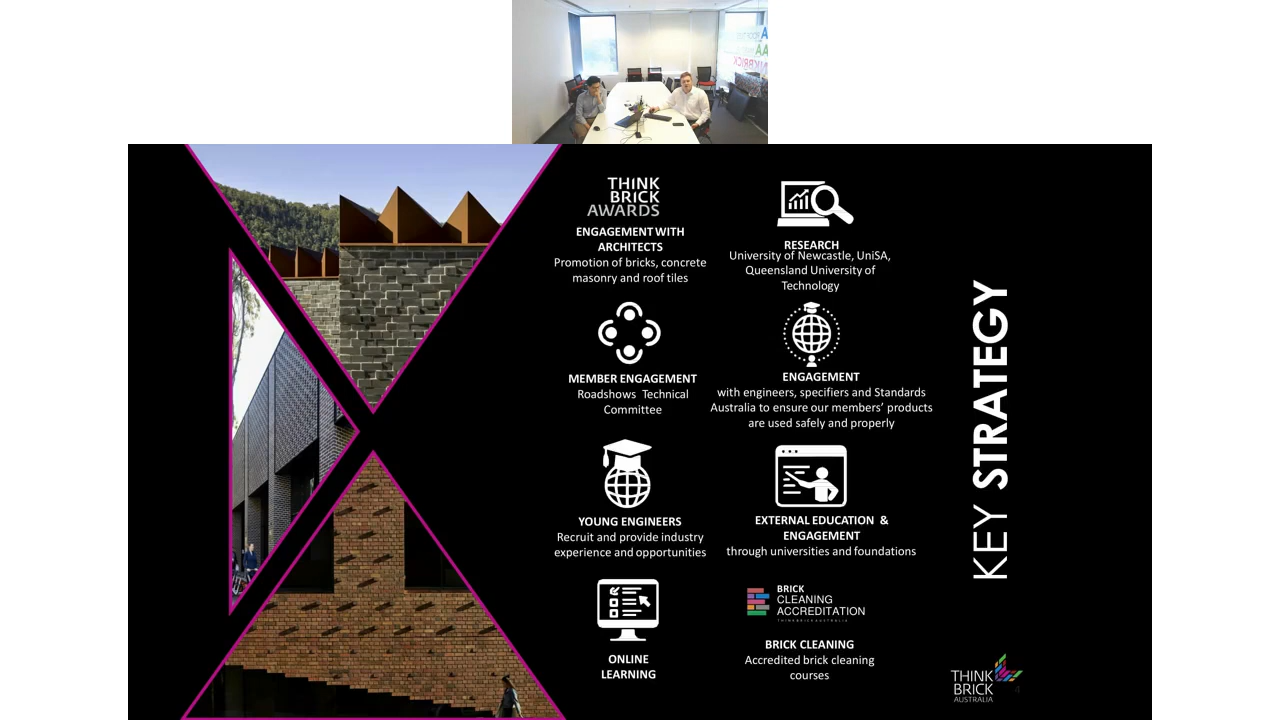 THINK
BRICK
AWARDS
ENGAGEMENT WITH
ARCHITECTS
Promotion of bricks, concrete
masonry and roof tiles
RESEARCH
University of Newcastle, UniSA,
Queensland University of
Technology
MEMBER ENGAGEMENT
Roadshows Technical
Committee
ENGAGEMENT
with engineers, specifiers and Standards
Australia to ensure our members' products
are used safely and properly
YOUNG ENGINEERS
Recruit and provide industry
experience and opportunities
EXTERNAL EDUCATION &
ENGAGEMENT
through universities and foundations
ONLINE
LEARNING
BRICK
CLEANING
ACCREDITATION
THINK BRICK AUSTRALIA
BRICK CLEANING
Accredited brick cleaning
courses
KEY STRATEGY
THINK
BRICK
AUSTRALIA
4